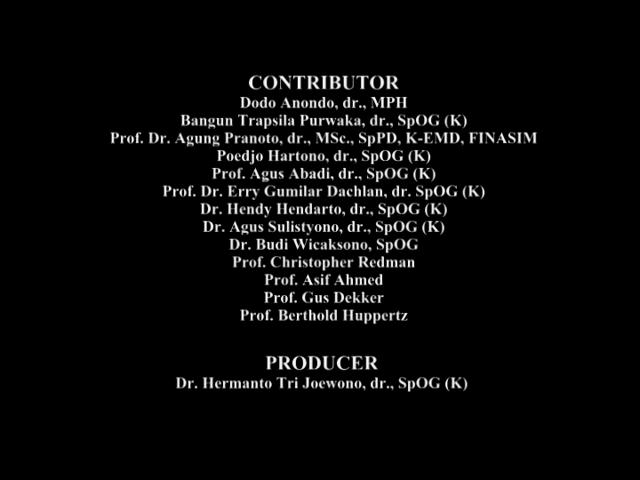 CONTRIBUTOR
Dodo Anondo, dr., MPH
Bangun Trapsila Purwaka, dr., SpOG (K)
Prof. Dr. Agung Pranoto, dr., MSc., SpPD, K-EMD, FINASIM
Poedjo Hartono, dr., SpOG (K)
Prof. Agus Abadi, dr., SpOG (K)
Prof. Dr. Erry Gumilar Dachlan, dr. SpOG (K)
Dr. Hendy Hendarto, dr., SpOG (K)
Dr. Agus Sulistyono, dr., SpOG (K)
Dr. Budi Wicaksono, SpOG
Prof. Christopher Redman
Prof. Asif Ahmed
Prof. Gus Dekker
Prof. Berthold Huppertz
PRODUCER
Dr. Hermanto Tri Joewono, dr., SpOG (K)